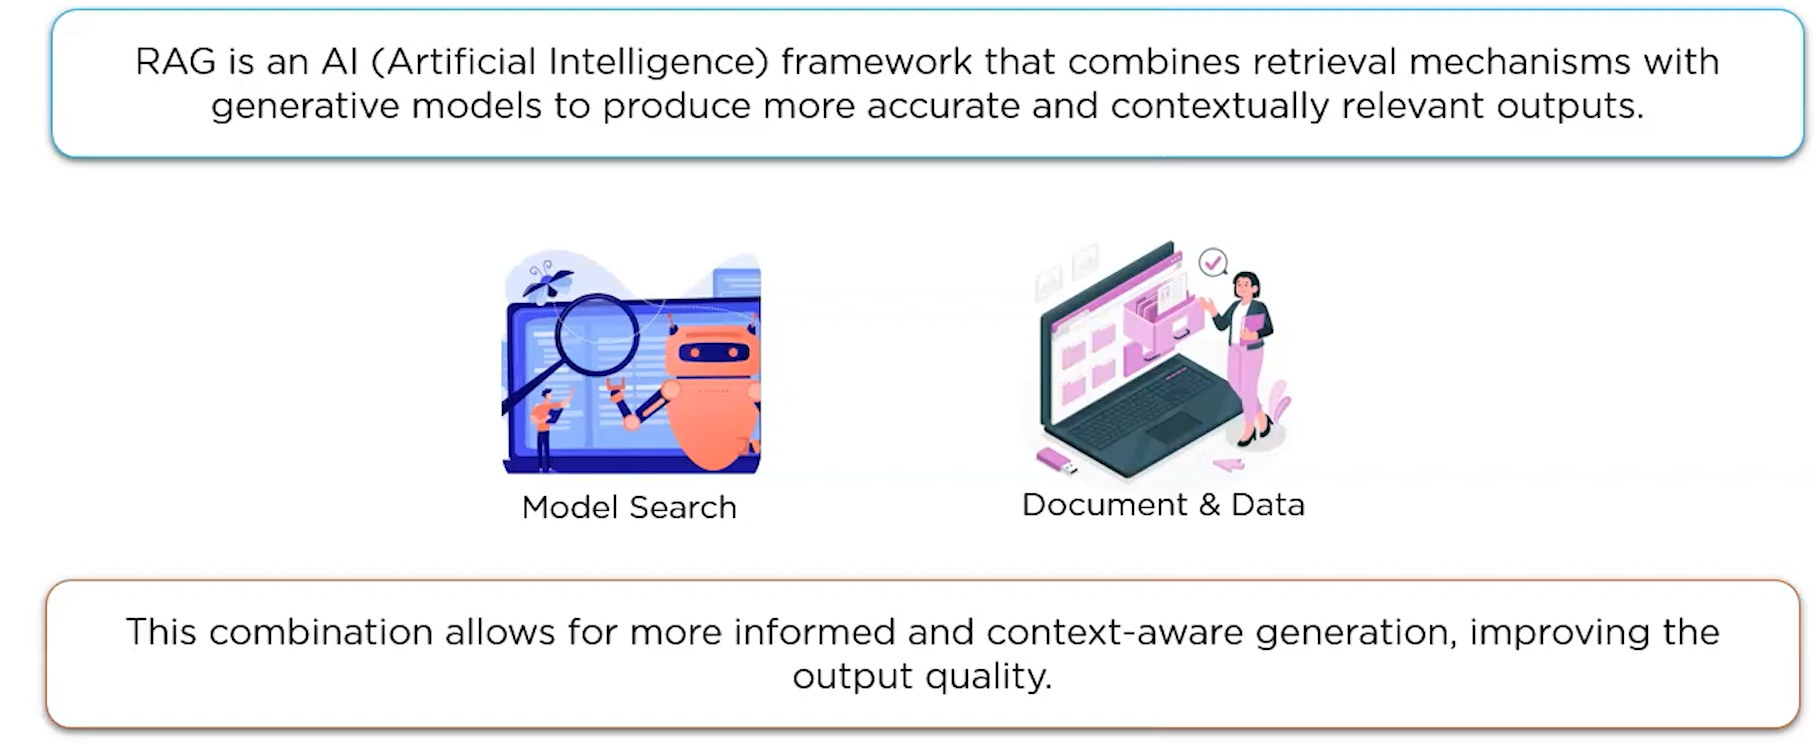 RAG is an AI (Artificial Intelligence) framework that combines retrieval mechanisms with
generative models to produce more accurate and contextually relevant outputs.
Model Search
Document & Data
This combination allows for more informed and context-aware generation, improving the
output quality.